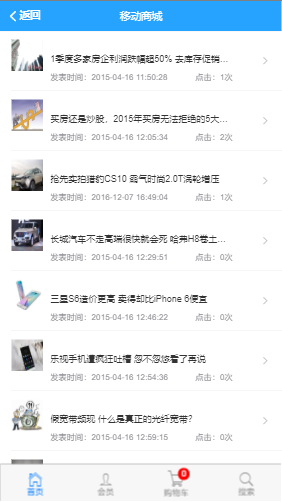 返回
移动商城
1季度多家房企利润跌幅超50% 去库存促销...
发表时间：2015-04-16 11:50:28 点击：1次
买房还是炒股，2015年买房无法拒绝的5大...
发表时间：2015-04-16 12:05:34 点击：2次
抢先实拍猎豹CS10 霸气时尚2.0T涡轮增压
发表时间：2016-12-07 16:49:04 点击：1次
长城汽车不走高端很快就会死 哈弗H8卷土...
发表时间：2015-04-16 12:29:51 点击：0次
三星S6造价更高 卖得却比iPhone 6便宜
发表时间：2015-04-16 12:46:22 点击：0次
乐视手机遭疯狂吐槽 忽不忽悠看了再说
发表时间：2015-04-16 12:54:36 点击：0次
假宽带频现 什么是真正的光纤宽带?
发表时间：2015-04-16 12:59:15 点击：0次
0
首页 会员 购物车 搜索